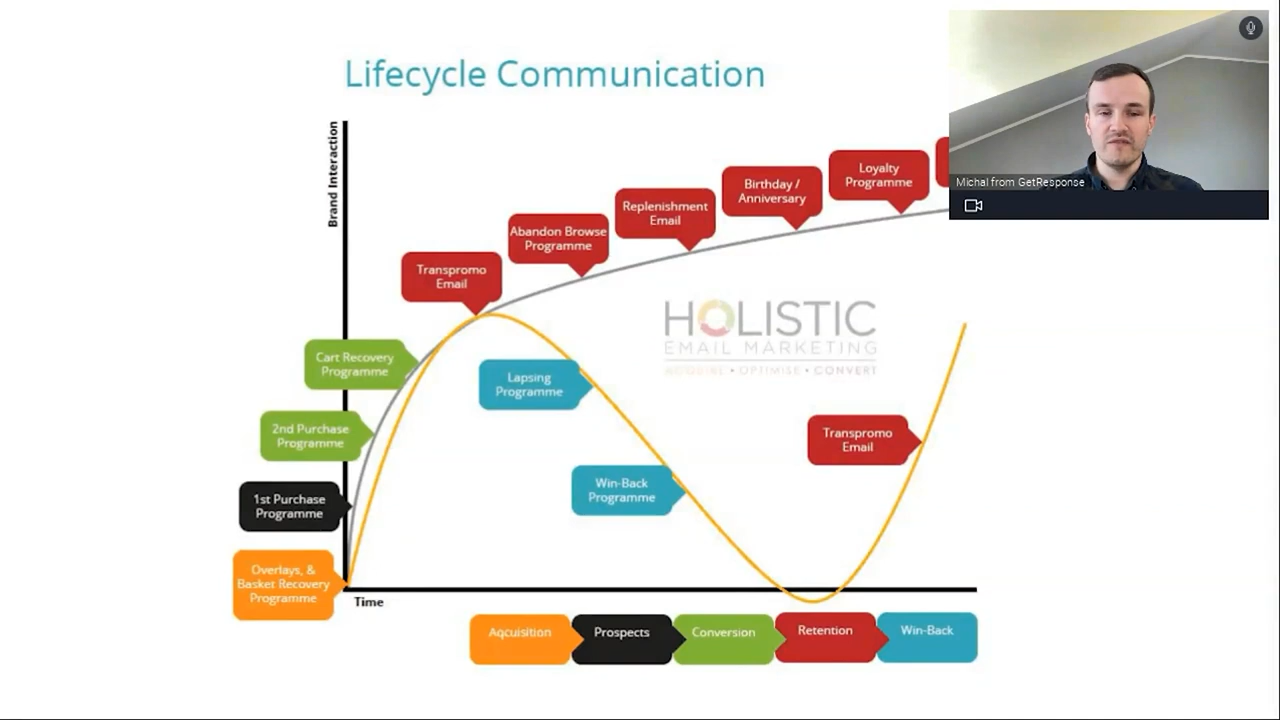 Lifecycle Communication
Michal from GetResponse
Brand Interaction
Loyalty
Programme
Birthday /
Anniversary
Replenishment
Email
Abandon Browse
Programme
Transpromo
Email
HOLISTIC
EMAIL MARKETING
ACQUIRE • OPTIMISE • CONVERT
Cart Recovery
Programme
Lapsing
Programme
2nd Purchase
Programme
Transpromo
Email
Win-Back
Programme
1st Purchase
Programme
Overlays, &
Basket Recovery
Programme
Time
Aqcuisition
Prospects
Conversion
Retention
Win-Back